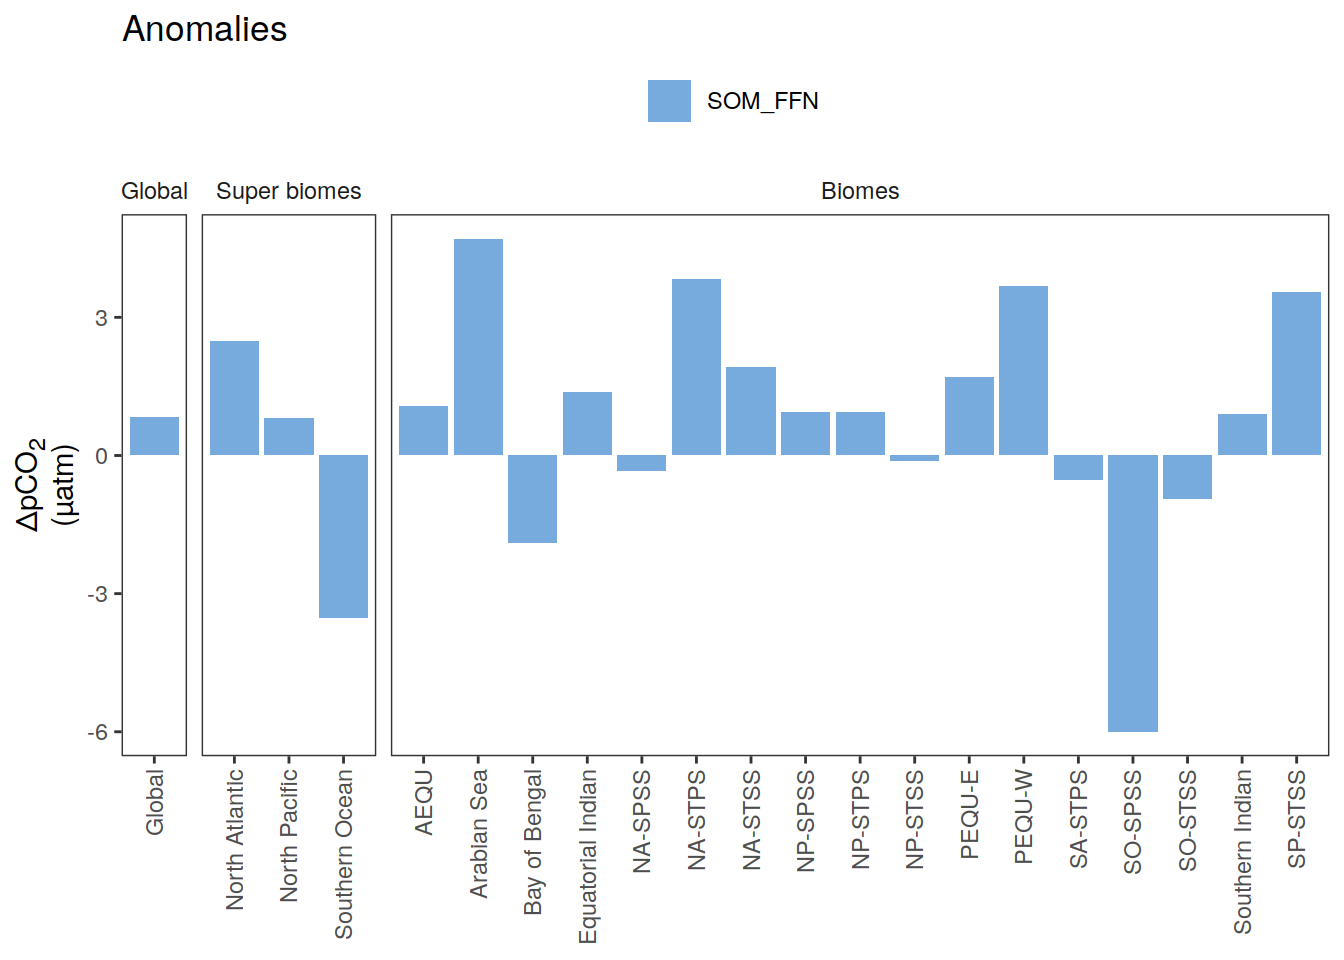 Anomalies
SOM_FFN
Global
Super biomes
Biomes
ΔpCO₂
(µatm)
3
0
-3
-6
Global
North Atlantic
North Pacific
Southern Ocean
AEQU
Arabian Sea
Bay of Bengal
Equatorial Indian
NA-SPSS
NA-STPS
NA-STSS
NP-SPSS
NP-STPS
NP-STSS
PEQU-E
PEQU-W
SA-STPS
SO-SPSS
SO-STSS
Southern Indian
SP-STSS